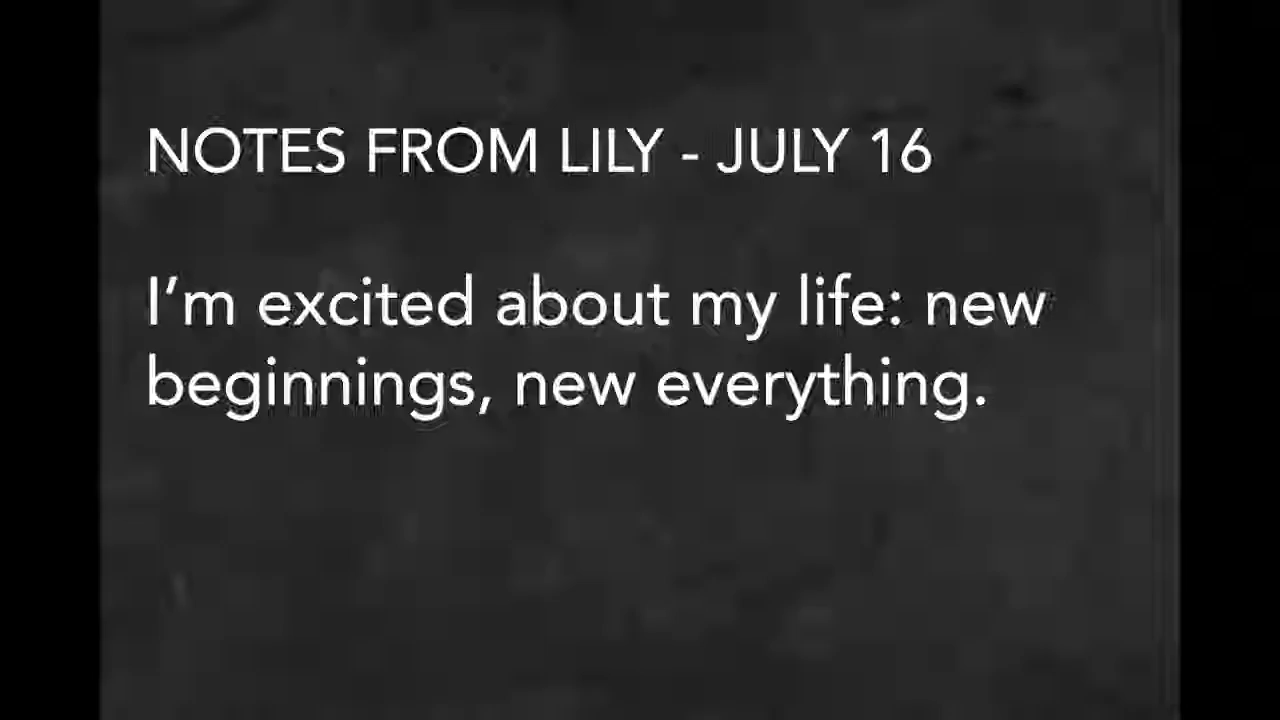 NOTES FROM LILY - JULY 16
I’m excited about my life: new
beginnings, new everything.